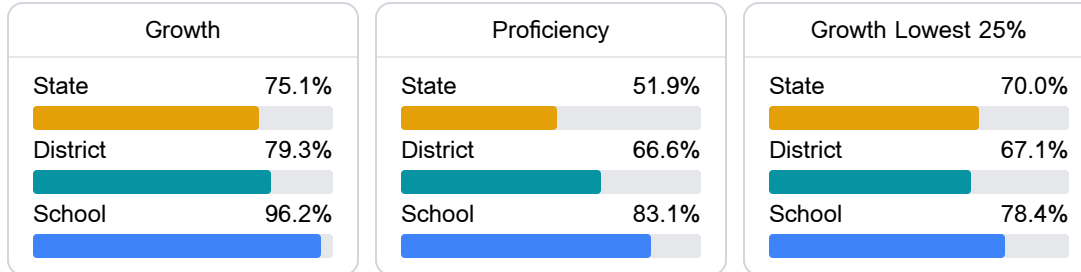 Growth
State 75.1%
District 79.3%
School 96.2%
Proficiency
State 51.9%
District 66.6%
School 83.1%
Growth Lowest 25%
State 70.0%
District 67.1%
School 78.4%